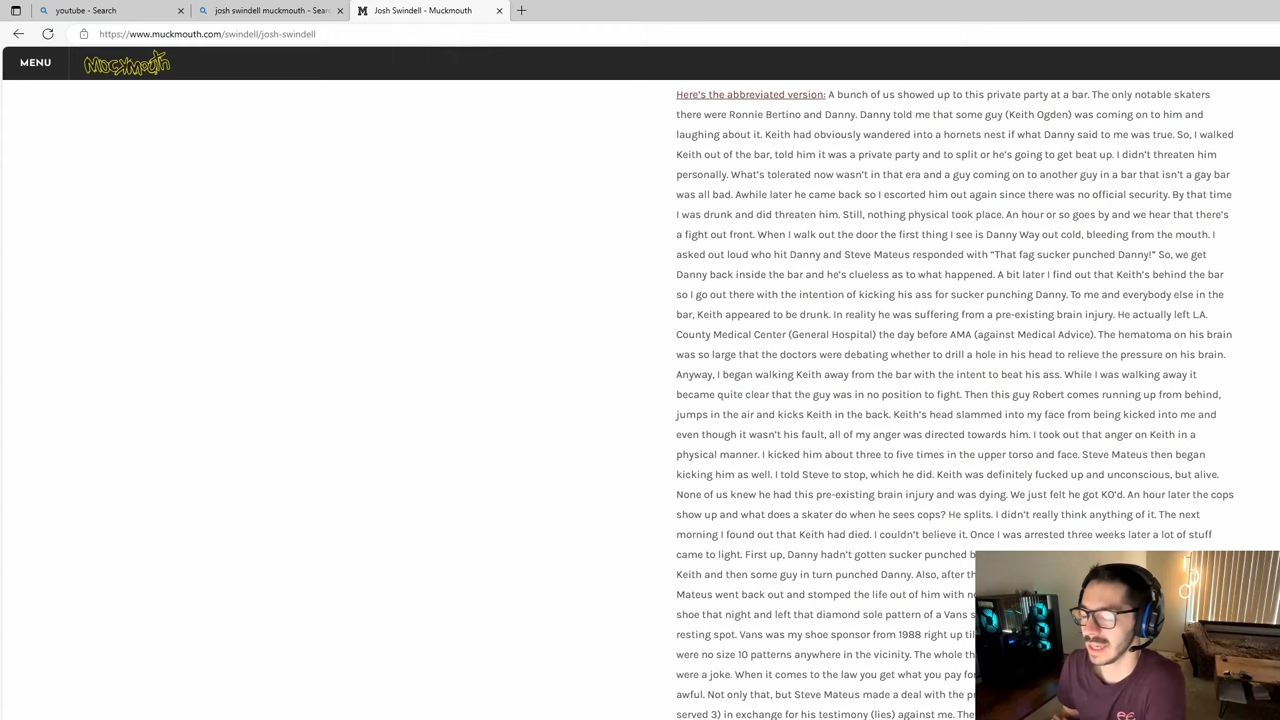 youtube - Search
josh swindell muckmouth - Sear
Josh Swindell - Muckmouth
https://www.muckmouth.com/swindell/josh-swindell
MENU
MUCKMOUTH
Here's the abbreviated version: A bunch of us showed up to this private party at a bar. The only notable skaters
there were Ronnie Bertino and Danny. Danny told me that some guy (Keith Ogden) was coming on to him and
laughing about it. Keith had obviously wandered into a hornets nest if what Danny said to me was true. So, I walked
Keith out of the bar, told him it was a private party and to split or he's going to get beat up. I didn't threaten him
personally. What's tolerated now wasn't in that era and a guy coming on to another guy in a bar that isn't a gay bar
was all bad. Awhile later he came back so I escorted him out again since there was no official security. By that time
I was drunk and did threaten him. Still, nothing physical took place. An hour or so goes by and we hear that there's
a fight out front. When I walk out the door the first thing I see is Danny Way out cold, bleeding from the mouth. I
asked out loud who hit Danny and Steve Mateus responded with "That fag sucker punched Danny!" So, we get
Danny back inside the bar and he's clueless as to what happened. A bit later I find out that Keith's behind the bar
so I go out there with the intention of kicking his ass for sucker punching Danny. To me and everybody else in the
bar, Keith appeared to be drunk. In reality he was suffering from a pre-existing brain injury. He actually left L.A.
County Medical Center (General Hospital) the day before AMA (against Medical Advice). The hematoma on his brain
was so large that the doctors were debating whether to drill a hole in his head to relieve the pressure on his brain.
Anyway, I began walking Keith away from the bar with the intent to beat his ass. While I was walking away it
became quite clear that the guy was in no position to fight. Then this guy Robert comes running up from behind,
jumps in the air and kicks Keith in the back. Keith's head slammed into my face from being kicked into me and
even though it wasn't his fault, all of my anger was directed towards him. I took out that anger on Keith in a
physical manner. I kicked him about three to five times in the upper torso and face. Steve Mateus then began
kicking him as well. I told Steve to stop, which he did. Keith was definitely fucked up and unconscious, but alive.
None of us knew he had this pre-existing brain injury and was dying. We just felt he got KO'd. An hour later the cops
show up and what does a skater do when he sees cops? He splits. I didn't really think anything of it. The next
morning I found out that Keith had died. I couldn't believe it. Once I was arrested three weeks later a lot of stuff
came to light. First up, Danny hadn't gotten sucker punched b
Keith and then some guy in turn punched Danny. Also, after th
Mateus went back out and stomped the life out of him with no
shoe that night and left that diamond sole pattern of a Vans s
resting spot. Vans was my shoe sponsor from 1988 right up til
were no size 10 patterns anywhere in the vicinity. The whole th
were a joke. When it comes to the law you get what you pay fo
awful. Not only that, but Steve Mateus made a deal with the pr
served 3) in exchange for his testimony (lies) against me. The